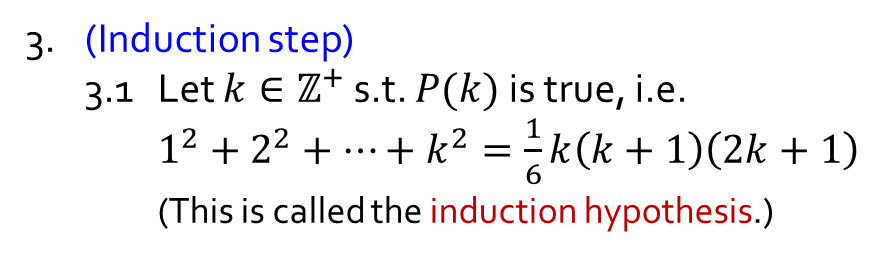 3. (Induction step)
3.1 Let 𝑘 ∈ ℤ⁺ s.t. 𝑃(𝑘) is true, i.e.
1² + 2² + ⋯ + 𝑘² = 1/6 𝑘(𝑘 + 1)(2𝑘 + 1)
(This is called the induction hypothesis.)